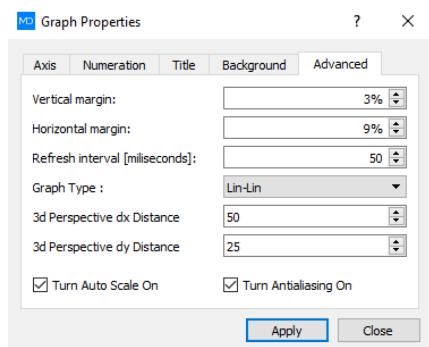 MD Graph Properties ? ×
Axis Numeration Title Background Advanced
Vertical margin: 3%
Horizontal margin: 9%
Refresh interval [miliseconds]: 50
Graph Type : Lin-Lin
3d Perspective dx Distance 50
3d Perspective dy Distance 25
Turn Auto Scale On Turn Antialiasing On
Apply Close